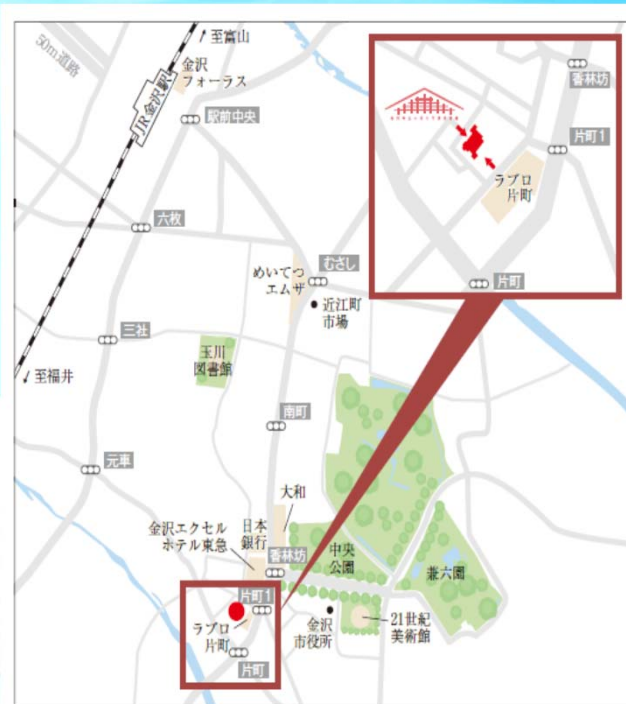 50m道路
至富山
金沢
フォーラス
JR金沢駅
駅前中央
六枚
むさし
めいてつ
エムザ
近江町
市場
三社
玉川
図書館
至福井
南町
元車
大和
日本
銀行
金沢エクセル
ホテル東急
香林坊
中央
公園
兼六園
片町1
ラブロ
片町
片町
金沢
市役所
21世紀
美術館
香林坊
片町1
ラブロ
片町
片町